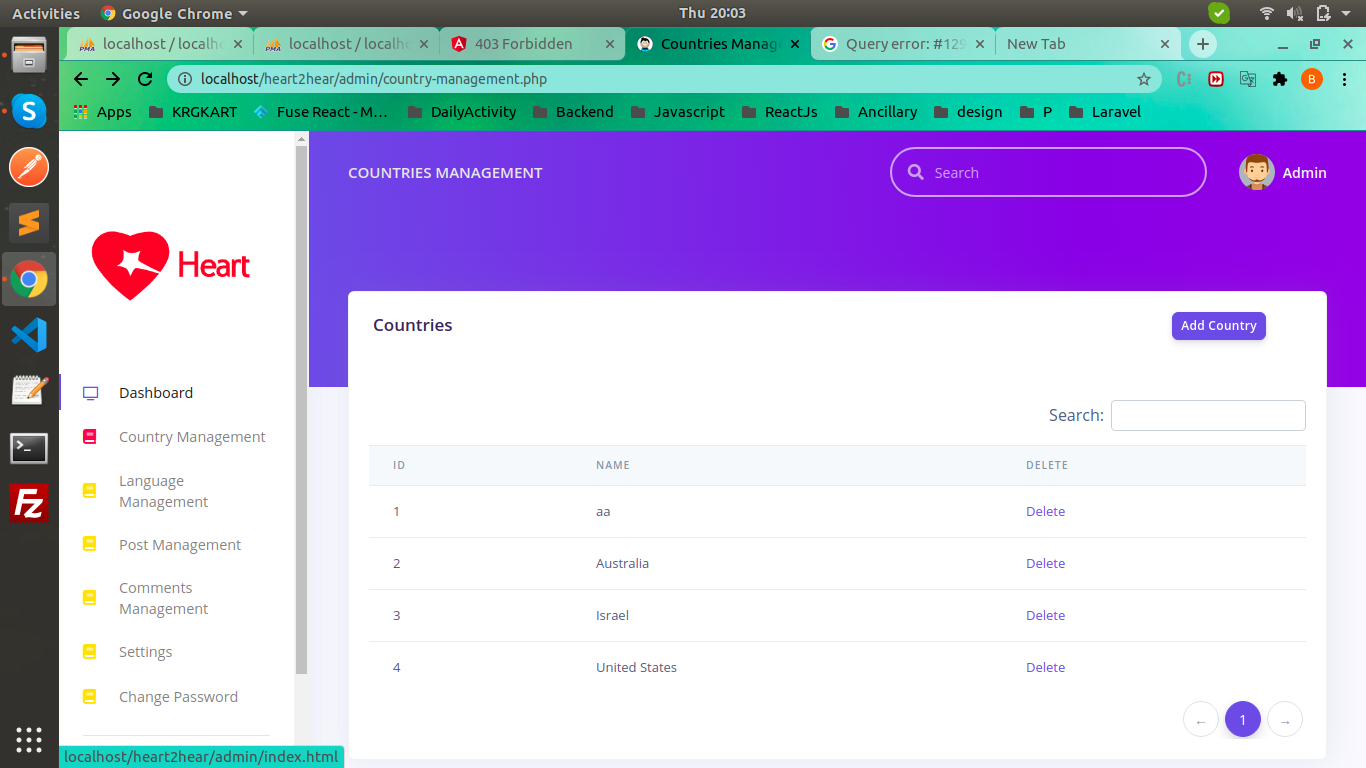 Activities Google Chrome Thu 20:03
localhost / localh localhost / localh 403 Forbidden Countries Manag Query error: #129 New Tab
localhost/heart2hear/admin/country-management.php B
Apps KRGKART Fuse React - M… DailyActivity Backend Javascript ReactJs Ancillary design P Laravel
COUNTRIES MANAGEMENT Search Admin
Heart
Countries Add Country
Dashboard
Search:
Country Management
ID NAME DELETE
Language
Management
1 aa Delete
Post Management
2 Australia Delete
Comments
Management
3 Israel Delete
Settings
4 United States Delete
Change Password
← 1 →
localhost/heart2hear/admin/index.html